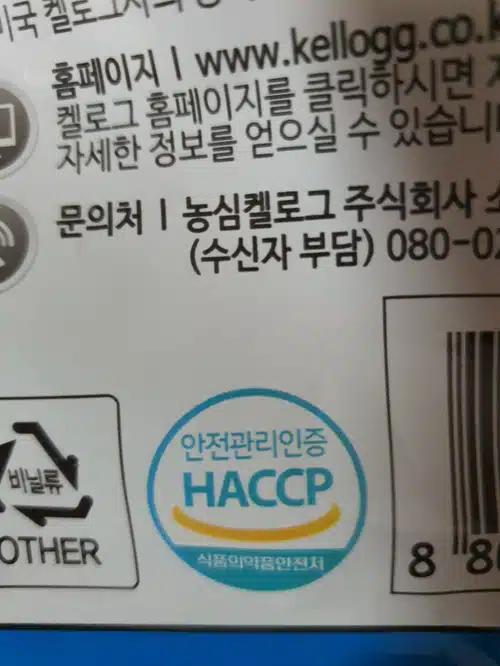 미국 켈로그사의
홈페이지 | www.kellogg.co.k
켈로그 홈페이지를 클릭하시면
자세한 정보를 얻으실 수 있습니
문의처 | 농심켈로그 주식회사 소
(수신자 부담) 080-02
비닐류
OTHER
안전관리인증
HACCP
식품의약품안전처
8 80